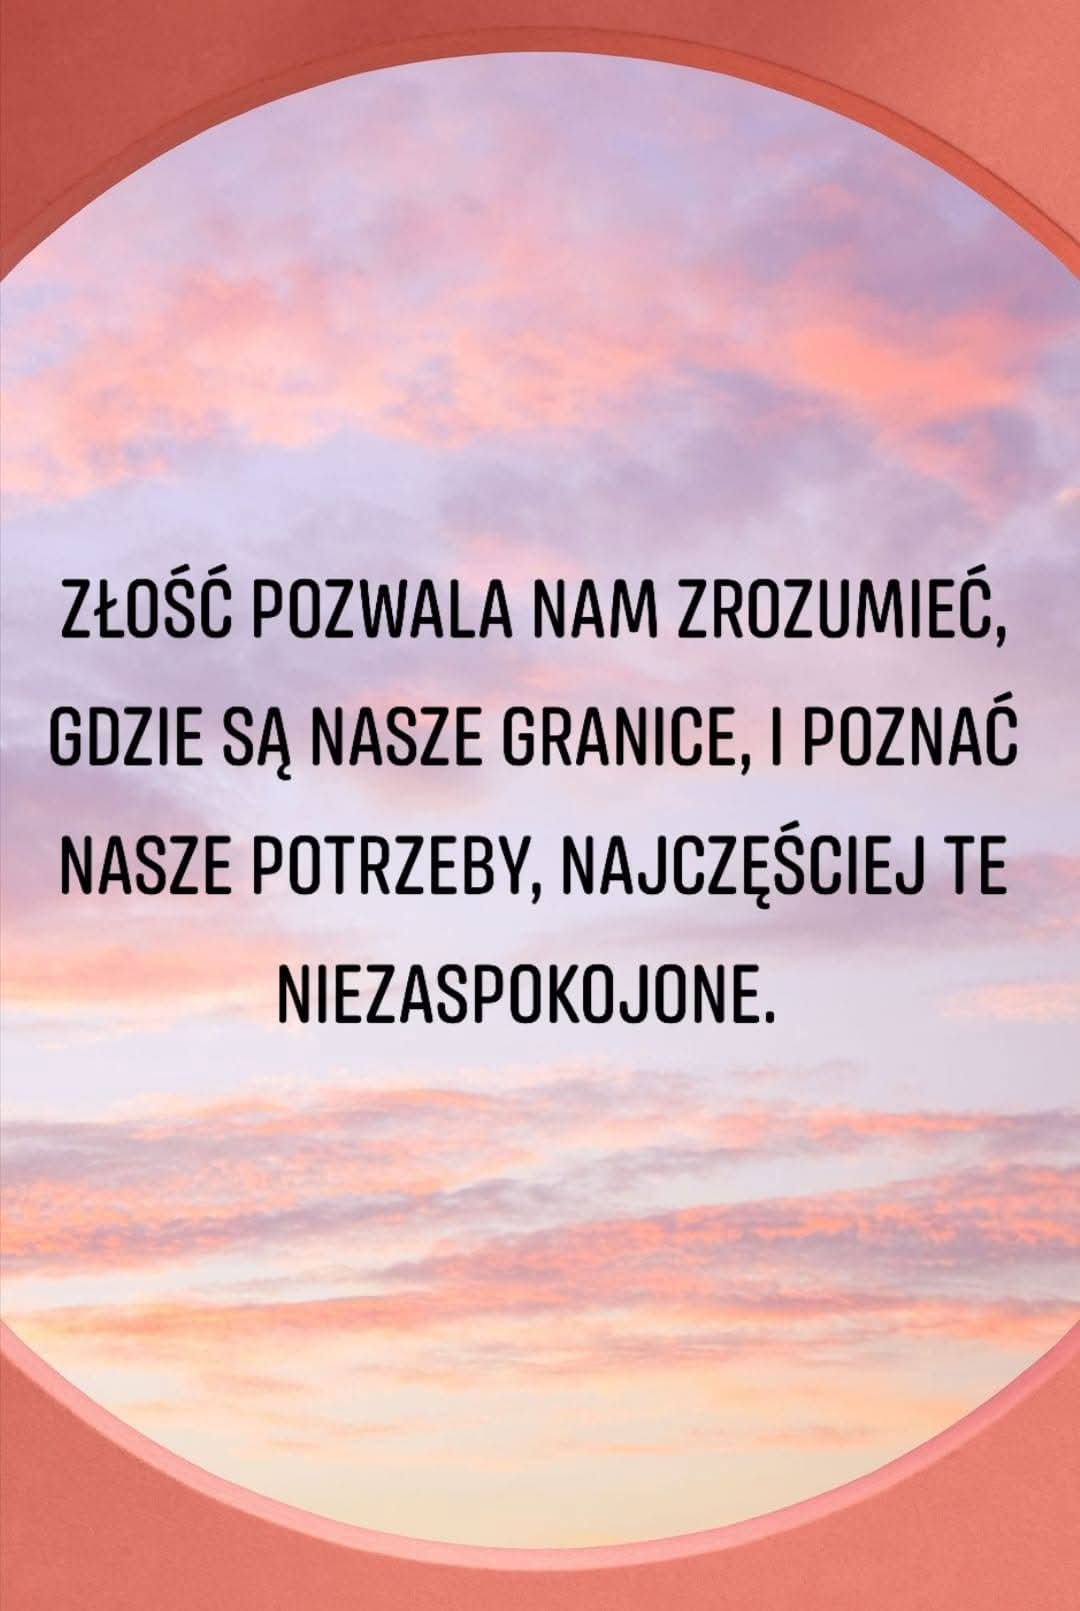 ZŁOŚĆ POZWALA NAM ZROZUMIEĆ,
GDZIE SĄ NASZE GRANICE, I POZNAĆ
NASZE POTRZEBY, NAJCZĘŚCIEJ TE
NIEZASPOKOJONE.